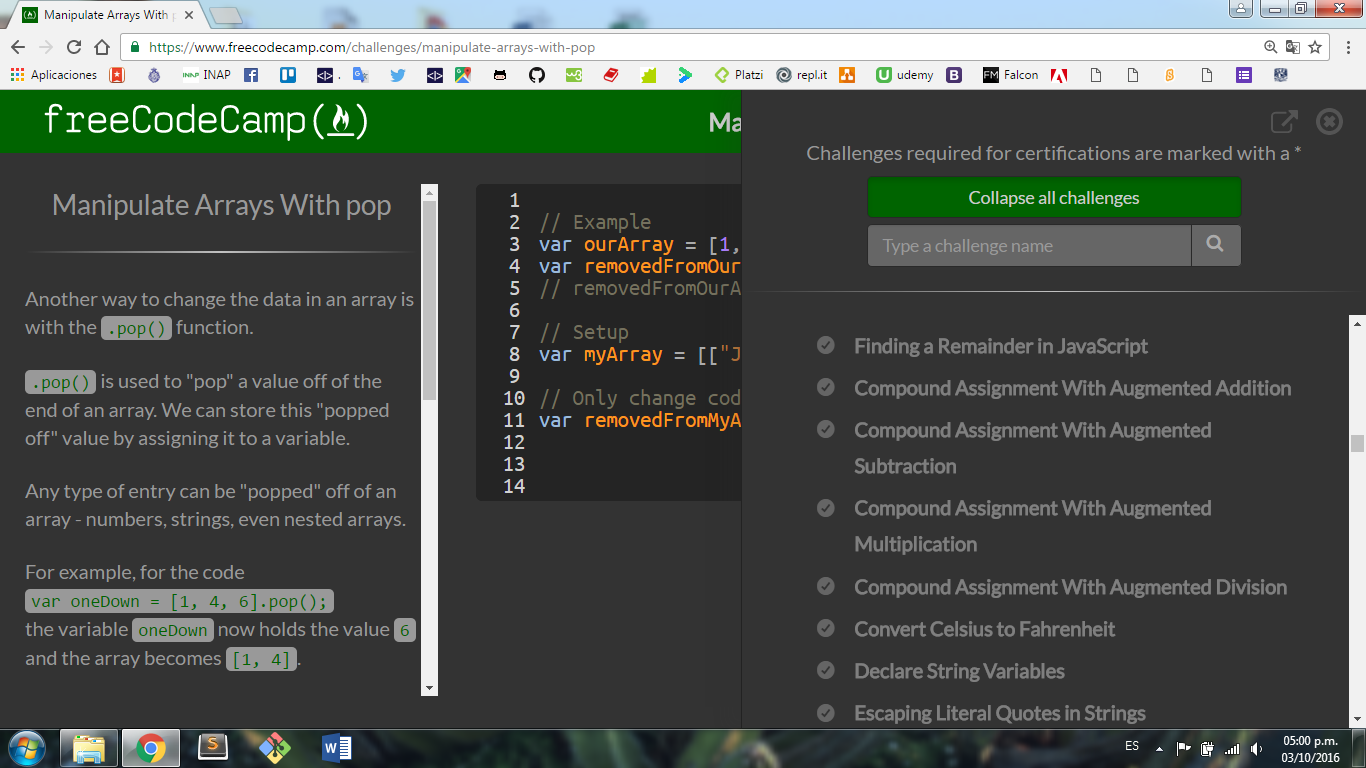 Manipulate Arrays With
https://www.freecodecamp.com/challenges/manipulate-arrays-with-pop
Aplicaciones INAP . Platzi repl.it udemy Falcon
freeCodeCamp(
Ma
Manipulate Arrays With pop
Another way to change the data in an array is
with the .pop() function.
.pop() is used to "pop" a value off of the
end of an array. We can store this "popped
off" value by assigning it to a variable.
Any type of entry can be "popped" off of an
array - numbers, strings, even nested arrays.
For example, for the code
var oneDown = [1, 4, 6].pop();
the variable oneDown now holds the value 6
and the array becomes [1, 4].
1
2 // Example
3 var ourArray = [1,
4 var removedFromOur
5 // removedFromOurA
6
7 // Setup
8 var myArray = [["J
9
10 // Only change cod
11 var removedFromMyA
12
13
14
Challenges required for certifications are marked with a *
Collapse all challenges
Type a challenge name
Finding a Remainder in JavaScript
Compound Assignment With Augmented Addition
Compound Assignment With Augmented
Subtraction
Compound Assignment With Augmented
Multiplication
Compound Assignment With Augmented Division
Convert Celsius to Fahrenheit
Declare String Variables
Escaping Literal Quotes in Strings
ES
05:00 p.m.
03/10/2016